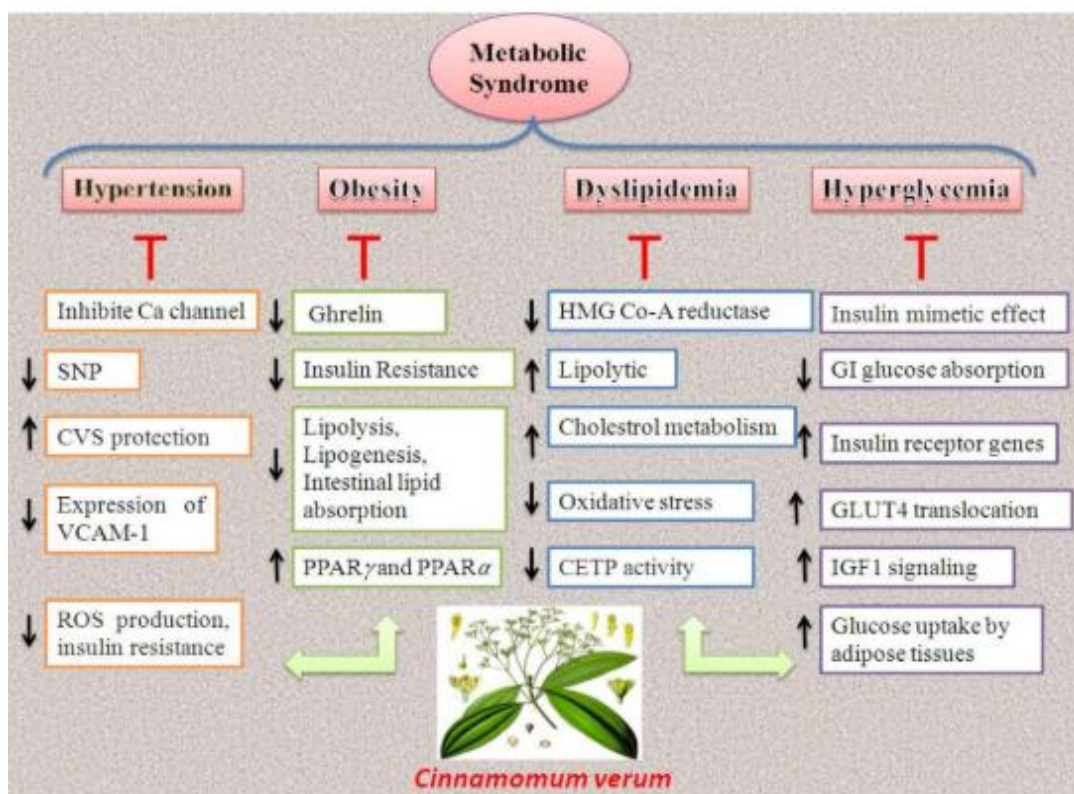 Metabolic
Syndrome
Hypertension
Obesity
Dyslipidemia
Hyperglycemia
Inhibite Ca channel
↓ SNP
↑ CVS protection
↓ Expression of
VCAM-1
↓ ROS production,
insulin resistance
↓ Ghrelin
↓ Insulin Resistance
↓ Lipolysis,
Lipogenesis,
Intestinal lipid
absorption
↑ PPARγ and PPARα
↓ HMG Co-A reductase
↑ Lipolytic
↑ Cholestrol metabolism
↓ Oxidative stress
↓ CETP activity
Insulin mimetic effect
↓ GI glucose absorption
↑ Insulin receptor genes
↑ GLUT4 translocation
↑ IGF1 signaling
↑ Glucose uptake by
adipose tissues
Cinnamomum verum